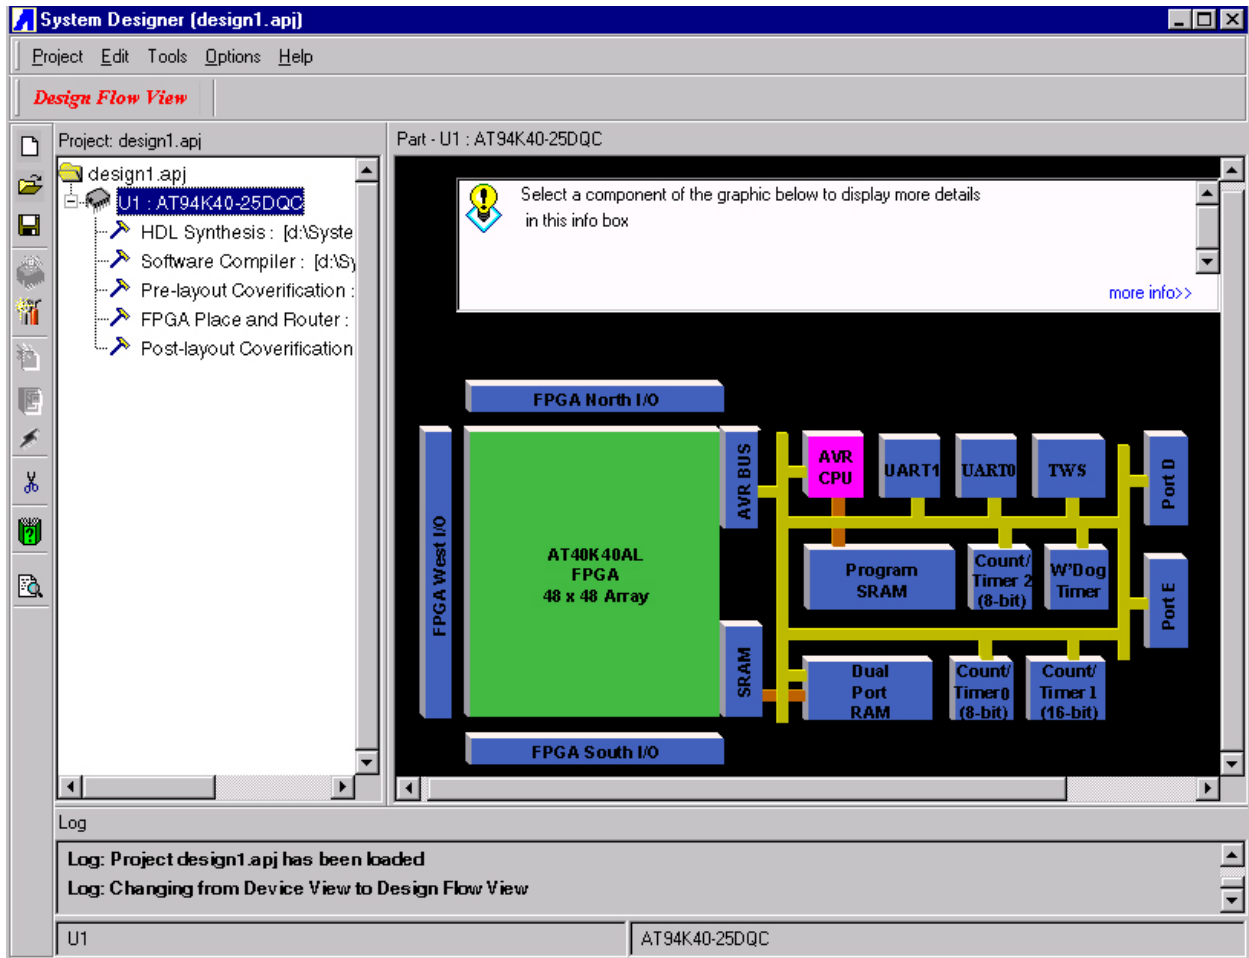 System Designer (design1.apj)
Project Edit Tools Options Help
Design Flow View
Project: design1.apj
Part - U1 : AT94K40-25DQC
design1.apj
U1 : AT94K40-25DQC
HDL Synthesis : [d:\Syste
Software Compiler : [d:\Sy
Pre-layout Coverification :
FPGA Place and Router :
Post-layout Coverification
Select a component of the graphic below to display more details
in this info box
more info>>
FPGA North I/O
FPGA West I/O
AT40K40AL
FPGA
48 x 48 Array
AVR BUS
SRAM
FPGA South I/O
AVR
CPU
UART1
UART0
TWS
Port D
Program
SRAM
Count/
Timer 2
(8-bit)
W'Dog
Timer
Port E
Dual
Port
RAM
Count/
Timer0
(8-bit)
Count/
Timer 1
(16-bit)
Log
Log: Project design1.apj has been loaded
Log: Changing from Device View to Design Flow View
U1
AT94K40-25DQC